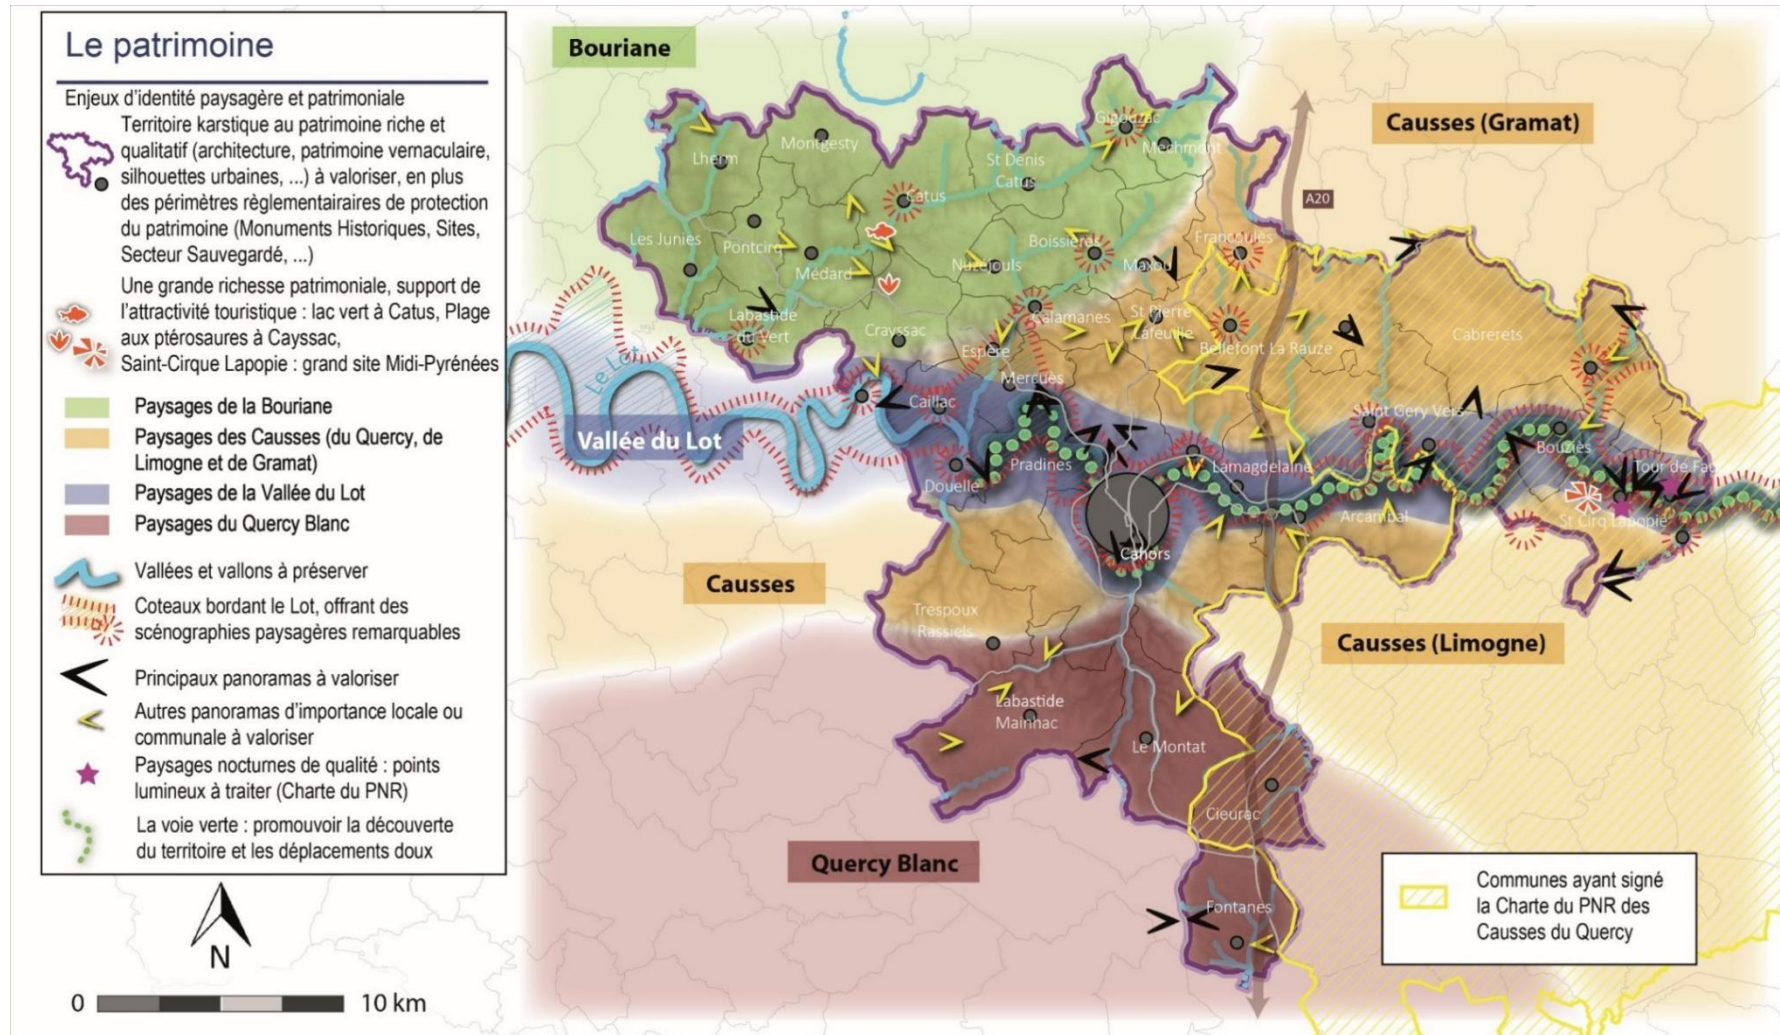 Le patrimoine
Enjeux d'identité paysagère et patrimoniale
Territoire karstique au patrimoine riche et
qualitatif (architecture, patrimoine vernaculaire,
silhouettes urbaines, ...) à valoriser, en plus
des périmètres règlementairaires de protection
du patrimoine (Monuments Historiques, Sites,
Secteur Sauvegardé, ...)
Une grande richesse patrimoniale, support de
l'attractivité touristique : lac vert à Catus, Plage
aux ptérosaures à Cayssac,
Saint-Cirque Lapopie : grand site Midi-Pyrénées
Paysages de la Bouriane
Paysages des Causses (du Quercy, de
Limogne et de Gramat)
Paysages de la Vallée du Lot
Paysages du Quercy Blanc
Vallées et vallons à préserver
Coteaux bordant le Lot, offrant des
scénographies paysagères remarquables
Principaux panoramas à valoriser
Autres panoramas d'importance locale ou
communale à valoriser
Paysages nocturnes de qualité : points
lumineux à traiter (Charte du PNR)
La voie verte : promouvoir la découverte
du territoire et les déplacements doux
N
0 10 km
Bouriane
Causses (Gramat)
A20
Gigouzac
Mechmont
Montgesty
Lherm
St Denis
Catus
Catus
Les Junies
Pontcirq
Médard
Boissières
Nuzéjouls
Maxou
Francoulès
Labastide
du Vert
Crayssac
Calamanes
St Pierre
Lafeuille
Bellefont La Rauze
Cabrerets
Espère
Mercuès
Le Lot
Caillac
Vallée du Lot
Saint Gery Vers
Bouziès
Tour de Fau
Pradines
Lamagdelaine
Douelle
Arcambal
St Cirq Lapopie
Cahors
Causses
Trespoux
Rassiels
Causses (Limogne)
Labastide
Mainhac
Le Montat
Cieurac
Quercy Blanc
Fontanes
Communes ayant signé
la Charte du PNR des
Causses du Quercy